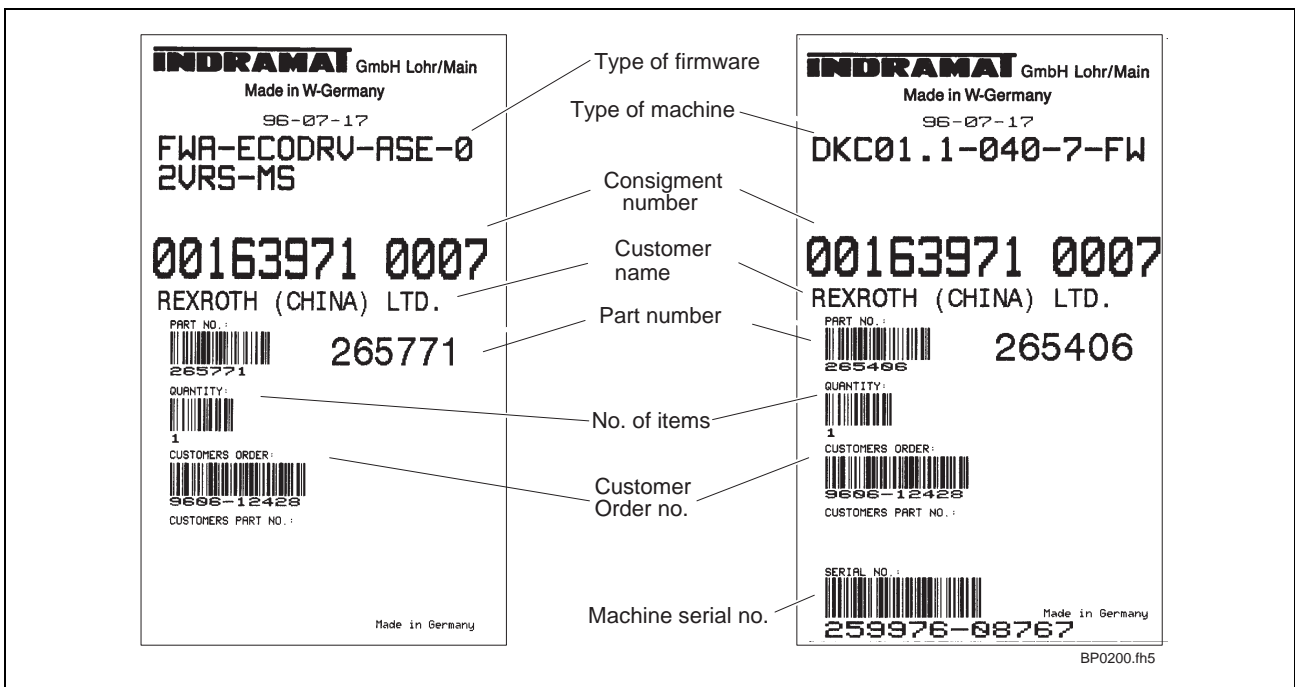 INDRAMAT GmbH Lohr/Main
Made in W-Germany
96-07-17
FWA-ECODRV-ASE-0
2VRS-MS
00163971 0007
REXROTH (CHINA) LTD.
PART NO.:
265771
265771
QUANTITY:
1
CUSTOMERS ORDER:
9606-12428
CUSTOMERS PART NO.:
Made in Germany
Type of firmware
Type of machine
Consigment
number
Customer
name
Part number
No. of items
Customer
Order no.
Machine serial no.
INDRAMAT GmbH Lohr/Main
Made in W-Germany
96-07-17
DKC01.1-040-7-FW
00163971 0007
REXROTH (CHINA) LTD.
PART NO.:
265406
265406
QUANTITY:
1
CUSTOMERS ORDER:
9606-12428
CUSTOMERS PART NO.:
SERIAL NO.:
Made in Germany
259976-08767
BP0200.fh5